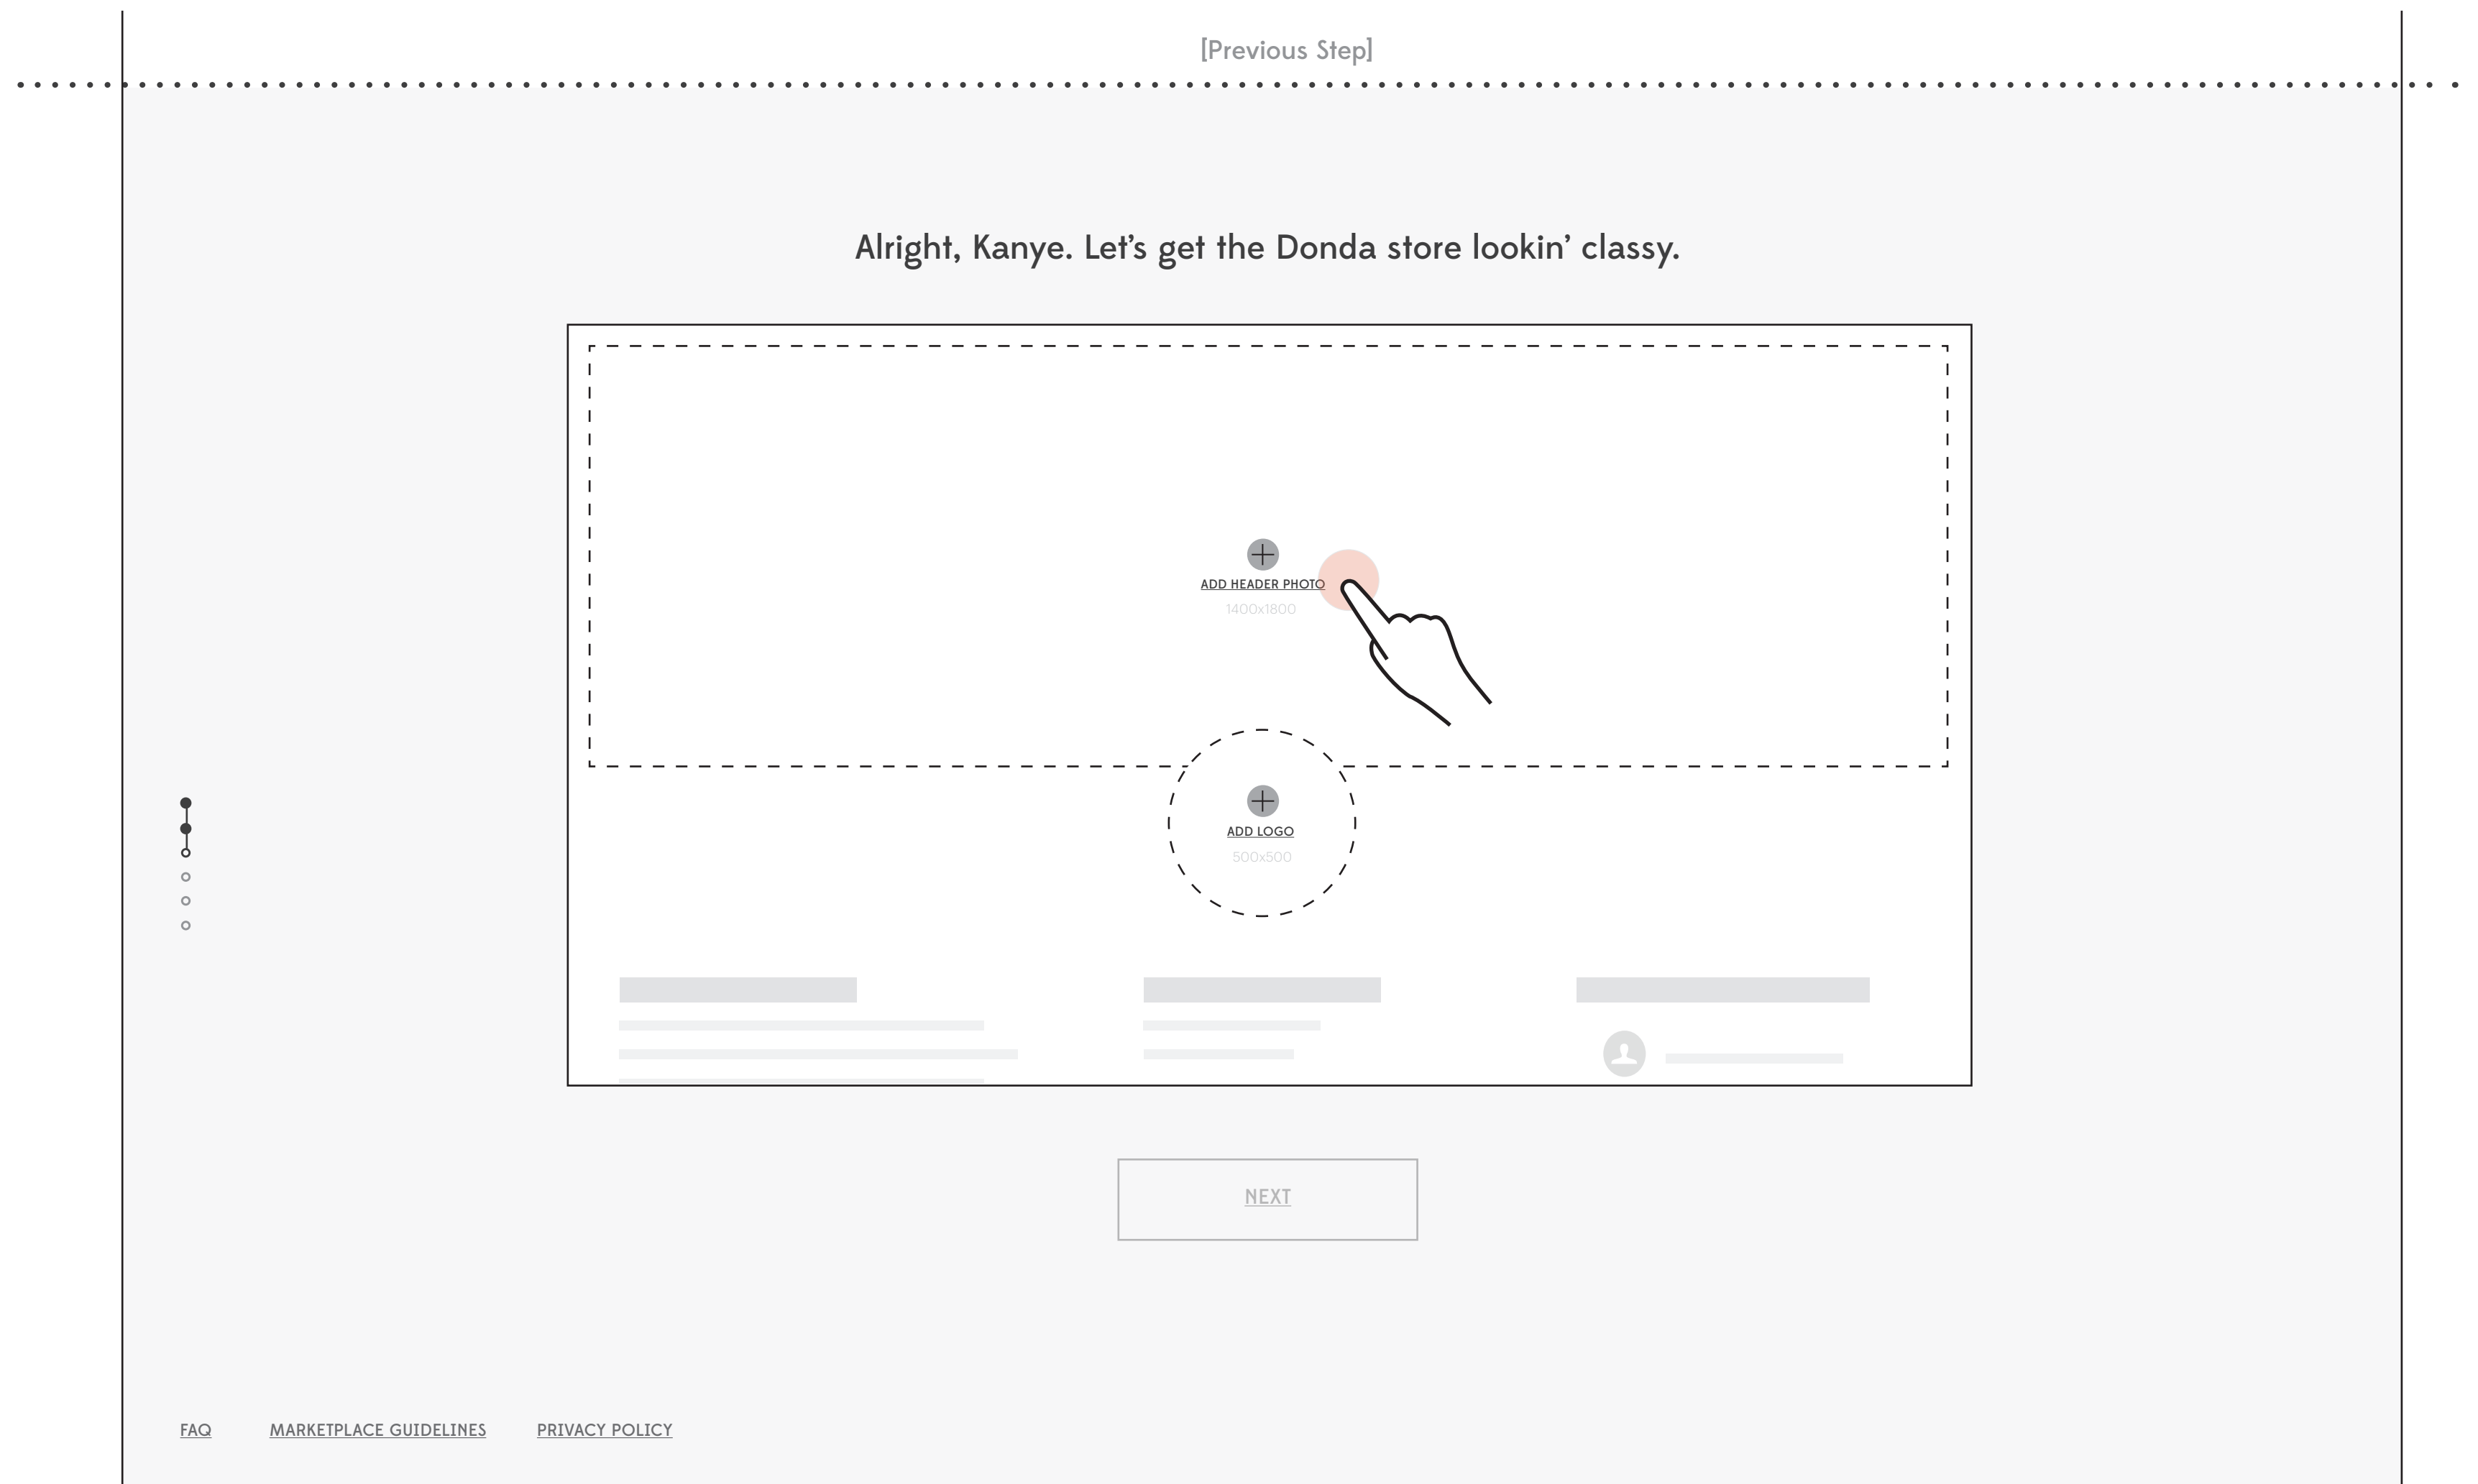 [Previous Step]
Alright, Kanye. Let’s get the Donda store lookin’ classy.
ADD HEADER PHOTO
1400x1800
ADD LOGO
500x500
NEXT
FAQ MARKETPLACE GUIDELINES PRIVACY POLICY